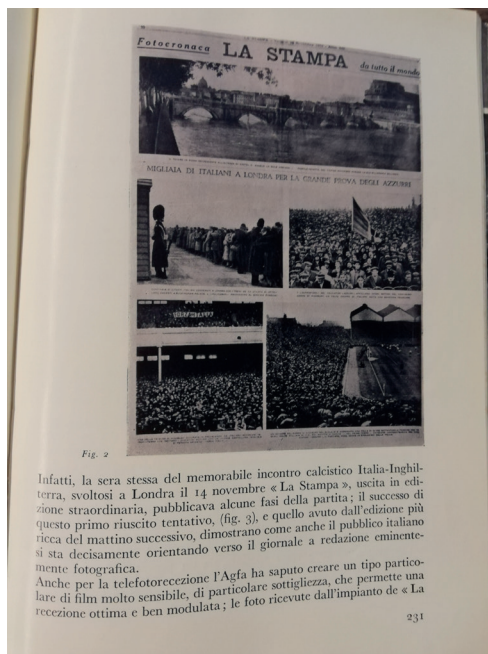 Fotocronaca LA STAMPA da tutto il mondo
MIGLIAIA DI ITALIANI A LONDRA PER LA GRANDE PROVA DEGLI AZZURRI
Fig. 2
Infatti, la sera stessa del memorabile incontro calcistico Italia-Inghil-
terra, svoltosi a Londra il 14 novembre « La Stampa », uscita in edi-
zione straordinaria, pubblicava alcune fasi della partita ; il successo di
questo primo riuscito tentativo, (fig. 3), e quello avuto dall'edizione più
ricca del mattino successivo, dimostrano come anche il pubblico italiano
si sta decisamente orientando verso il giornale a redazione eminente-
mente fotografica.
Anche per la telefotorecezione l'Agfa ha saputo creare un tipo partico-
lare di film molto sensibile, di particolare sottigliezza, che permette una
recezione ottima e ben modulata ; le foto ricevute dall'impianto de « La
231